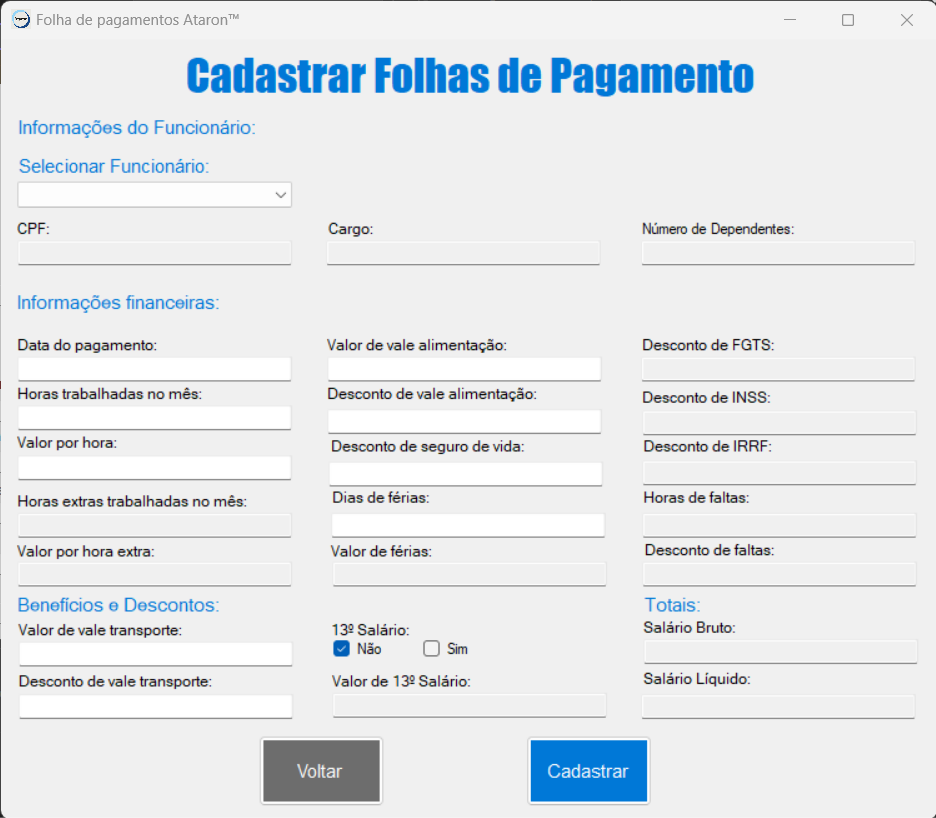 Folha de pagamentos Ataron™
Cadastrar Folhas de Pagamento
Informações do Funcionário:
Selecionar Funcionário:
CPF:
Cargo:
Número de Dependentes:
Informações financeiras:
Data do pagamento:
Valor de vale alimentação:
Desconto de FGTS:
Horas trabalhadas no mês:
Desconto de vale alimentação:
Desconto de INSS:
Valor por hora:
Desconto de seguro de vida:
Desconto de IRRF:
Horas extras trabalhadas no mês:
Dias de férias:
Horas de faltas:
Valor por hora extra:
Valor de férias:
Desconto de faltas:
Benefícios e Descontos:
Totais:
Valor de vale transporte:
13º Salário:
Salário Bruto:
Não
Sim
Desconto de vale transporte:
Valor de 13º Salário:
Salário Líquido:
Voltar
Cadastrar